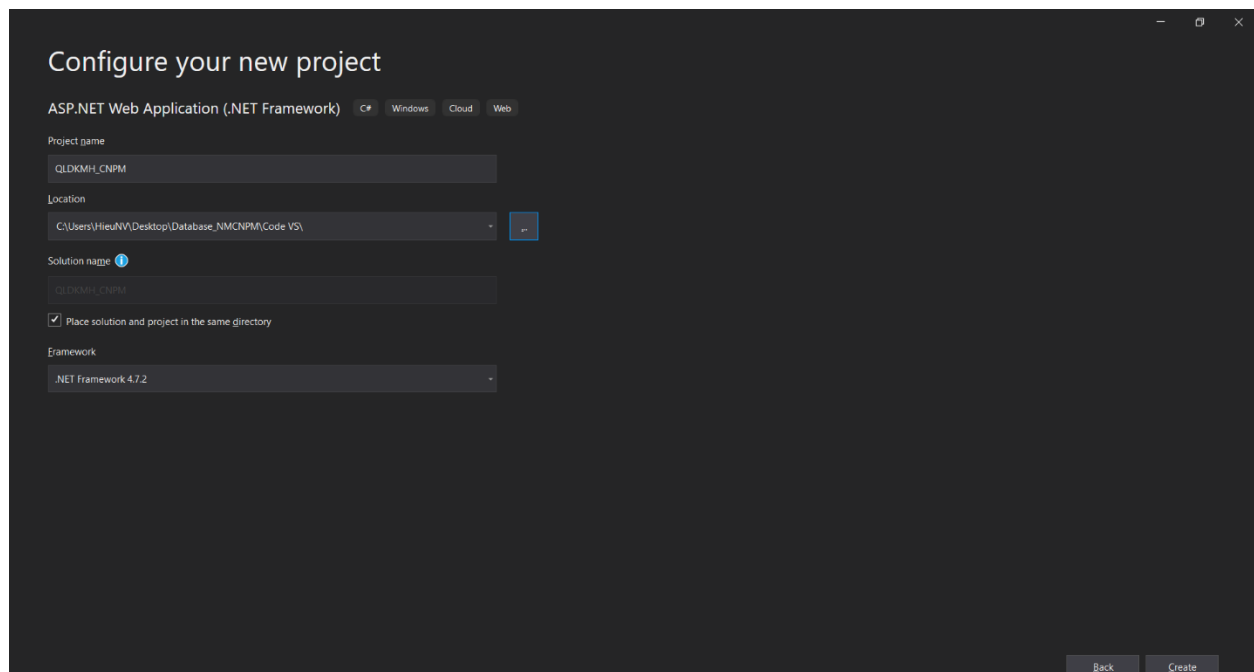 Configure your new project
ASP.NET Web Application (.NET Framework) C# Windows Cloud Web
Project name
QLDKMH_CNPM
Location
C:\Users\HieuNV\Desktop\Database_NMCNPM\Code VS\
...
Solution name
QLDKMH_CNPM
Place solution and project in the same directory
Framework
.NET Framework 4.7.2
Back Create